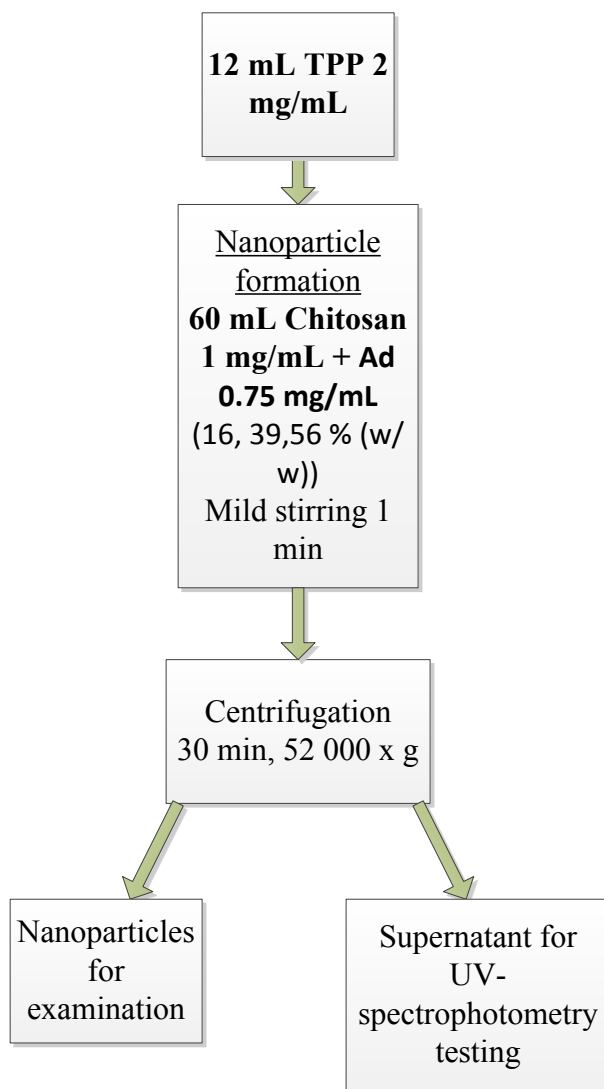 12 mL TPP 2
mg/mL
Nanoparticle
formation
60 mL Chitosan
1 mg/mL + Ad
0.75 mg/mL
(16, 39,56 % (w/
w))
Mild stirring 1
min
Centrifugation
30 min, 52 000 x g
Nanoparticles
for
examination
Supernatant for
UV-
spectrophotometry
testing